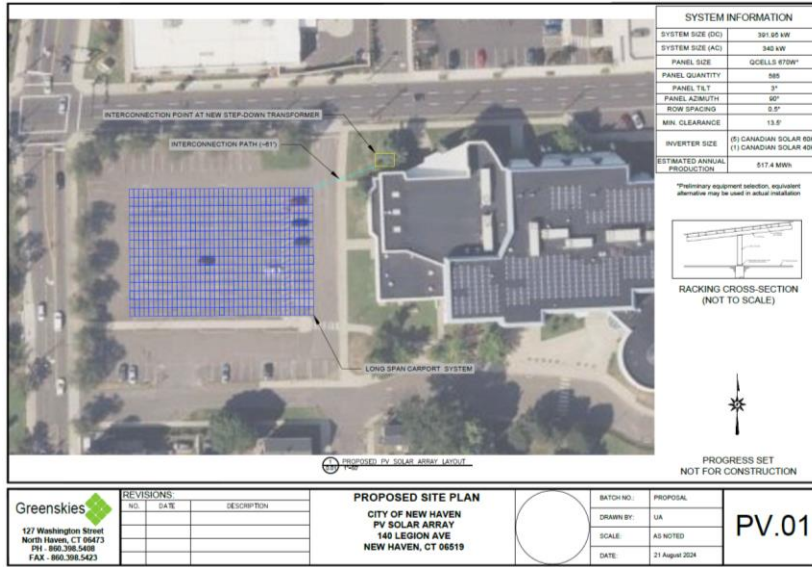 INTERCONNECTION POINT AT NEW STEP-DOWN TRANSFORMER
INTERCONNECTION PATH (~61')
LONG SPAN CARPORT SYSTEM
PROPOSED PV SOLAR ARRAY LAYOUT
SYSTEM INFORMATION
SYSTEM SIZE (DC) 391.95 kW
SYSTEM SIZE (AC) 340 kW
PANEL SIZE QCELLS 670W*
PANEL QUANTITY 585
PANEL TILT 3°
PANEL AZIMUTH 90°
ROW SPACING 0.5"
MIN. CLEARANCE 13.5'
INVERTER SIZE
(5) CANADIAN SOLAR
(1) CANADIAN SOLAR
ESTIMATED ANNUAL
PRODUCTION
517.4 MWh
*Preliminary equipment selection, equivalent
alternative may be used in actual installation
RACKING CROSS-SECTION
(NOT TO SCALE)
PROGRESS SET
NOT FOR CONSTRUCTION
Greenskies
127 Washington Street
North Haven, CT 06473
PH - 860.398.5408
FAX - 860.398.5423
REVISIONS:
NO. DATE DESCRIPTION
PROPOSED SITE PLAN
CITY OF NEW HAVEN
PV SOLAR ARRAY
140 LEGION AVE
NEW HAVEN, CT 06519
BATCH NO.: PROPOSAL
DRAWN BY: UA
SCALE: AS NOTED
DATE: 21 August 2024
PV.01